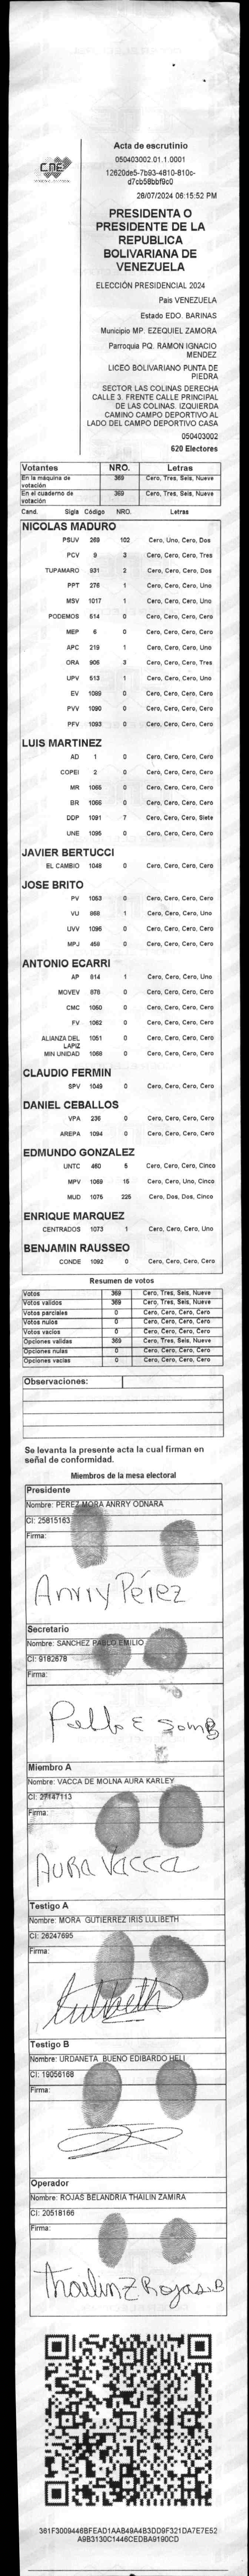 CNE
Acta de escrutinio
050403002.01.1.0001
12620de5-7b93-4810-810c-
d7cb58bbf9c0
28/07/2024 06:15:52 PM
PRESIDENTA O
PRESIDENTE DE LA
REPUBLICA
BOLIVARIANA DE
VENEZUELA
ELECCIÓN PRESIDENCIAL 2024
País VENEZUELA
Estado EDO. BARINAS
Municipio MP. EZEQUIEL ZAMORA
Parroquia PQ. RAMON IGNACIO
MENDEZ
LICEO BOLIVARIANO PUNTA DE
PIEDRA
SECTOR LAS COLINAS DERECHA
CALLE 3. FRENTE CALLE PRINCIPAL
DE LAS COLINAS. IZQUIERDA
CAMINO CAMPO DEPORTIVO AL
LADO DEL CAMPO DEPORTIVO CASA
050403002
620 Electores
Votantes NRO. Letras
En la máquina de votación 369 Cero, Tres, Seis, Nueve
En el cuaderno de votación 369 Cero, Tres, Seis, Nueve
Cand. Sigla Código NRO. Letras
NICOLAS MADURO
PSUV 269 102 Cero, Uno, Cero, Dos
PCV 9 3 Cero, Cero, Cero, Tres
TUPAMARO 931 2 Cero, Cero, Cero, Dos
PPT 276 1 Cero, Cero, Cero, Uno
MSV 1017 1 Cero, Cero, Cero, Uno
PODEMOS 514 0 Cero, Cero, Cero, Cero
MEP 6 0 Cero, Cero, Cero, Cero
APC 219 1 Cero, Cero, Cero, Uno
ORA 906 3 Cero, Cero, Cero, Tres
UPV 513 1 Cero, Cero, Cero, Uno
EV 1089 0 Cero, Cero, Cero, Cero
PVV 1090 0 Cero, Cero, Cero, Cero
PFV 1093 0 Cero, Cero, Cero, Cero
LUIS MARTINEZ
AD 1 0 Cero, Cero, Cero, Cero
COPEI 2 0 Cero, Cero, Cero, Cero
MR 1065 0 Cero, Cero, Cero, Cero
BR 1066 0 Cero, Cero, Cero, Cero
DDP 1091 7 Cero, Cero, Cero, Siete
UNE 1095 0 Cero, Cero, Cero, Cero
JAVIER BERTUCCI
EL CAMBIO 1048 0 Cero, Cero, Cero, Cero
JOSE BRITO
PV 1053 0 Cero, Cero, Cero, Cero
VU 868 1 Cero, Cero, Cero, Uno
UVV 1096 0 Cero, Cero, Cero, Cero
MPJ 458 0 Cero, Cero, Cero, Cero
ANTONIO ECARRI
AP 814 1 Cero, Cero, Cero, Uno
MOVEV 878 0 Cero, Cero, Cero, Cero
CMC 1050 0 Cero, Cero, Cero, Cero
FV 1062 0 Cero, Cero, Cero, Cero
ALIANZA DEL LAPIZ 1051 0 Cero, Cero, Cero, Cero
MIN UNIDAD 1068 0 Cero, Cero, Cero, Cero
CLAUDIO FERMIN
SPV 1049 0 Cero, Cero, Cero, Cero
DANIEL CEBALLOS
VPA 236 0 Cero, Cero, Cero, Cero
AREPA 1094 0 Cero, Cero, Cero, Cero
EDMUNDO GONZALEZ
UNTC 460 5 Cero, Cero, Cero, Cinco
MPV 1069 15 Cero, Cero, Uno, Cinco
MUD 1075 225 Cero, Dos, Dos, Cinco
ENRIQUE MARQUEZ
CENTRADOS 1073 1 Cero, Cero, Cero, Uno
BENJAMIN RAUSSEO
CONDE 1092 0 Cero, Cero, Cero, Cero
Resumen de votos
Votos 369 Cero, Tres, Seis, Nueve
Votos validos 369 Cero, Tres, Seis, Nueve
Votos parciales 0 Cero, Cero, Cero, Cero
Votos nulos 0 Cero, Cero, Cero, Cero
Votos vacios 0 Cero, Cero, Cero, Cero
Opciones validas 369 Cero, Tres, Seis, Nueve
Opciones nulas 0 Cero, Cero, Cero, Cero
Opciones vacias 0 Cero, Cero, Cero, Cero
Observaciones:
Se levanta la presente acta la cual firman en
señal de conformidad.
Miembros de la mesa electoral
Presidente
Nombre: PEREZ MORA ANRRY ODNARA
CI: 25815163
Firma:
Anrry Pérez
Secretario
Nombre: SANCHEZ PABLO EMILIO
CI: 9182678
Firma:
Pablo E
Miembro A
Nombre: VACCA DE MOLNA AURA KARLEY
CI: 27147113
Firma:
AURA VACCA
Testigo A
Nombre: MORA GUTIERREZ IRIS LULIBETH
CI: 26247695
Firma:
Lulibeth
Testigo B
Nombre: URDANETA BUENO EDIBARDO HELI
CI: 19056168
Firma:
Operador
Nombre: ROJAS BELANDRIA THAILIN ZAMIRA
CI: 20518166
Firma:
Thailin Z Rojas B
381F3009446BFEAD1AAB49A4B3DD9F321DA7E7E52
A9B3130C1446CEDBA9190CD